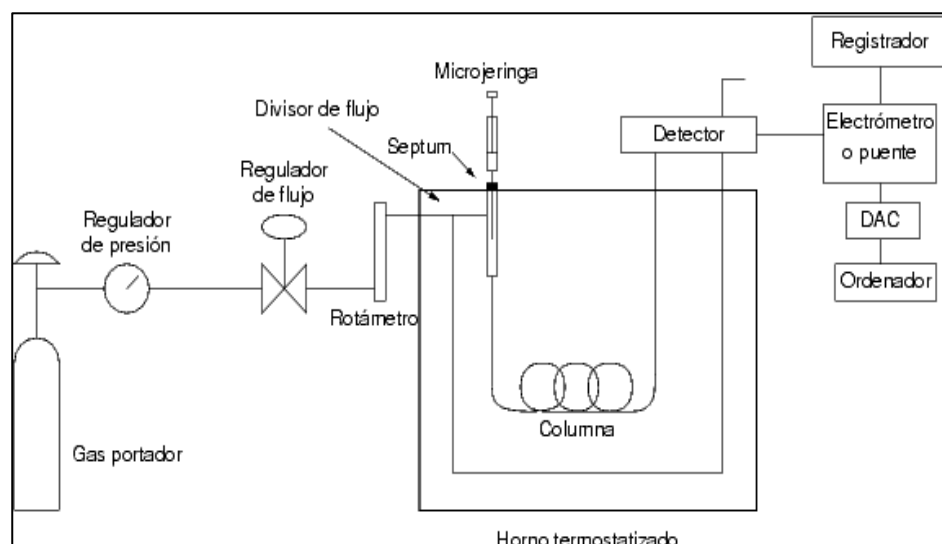 Registrador
Microjeringa
Divisor de flujo
Septum
Detector
Electrómetro
o puente
Regulador
de flujo
DAC
Regulador
de presión
Ordenador
Rotámetro
Columna
Gas portador
Horno termostatizado